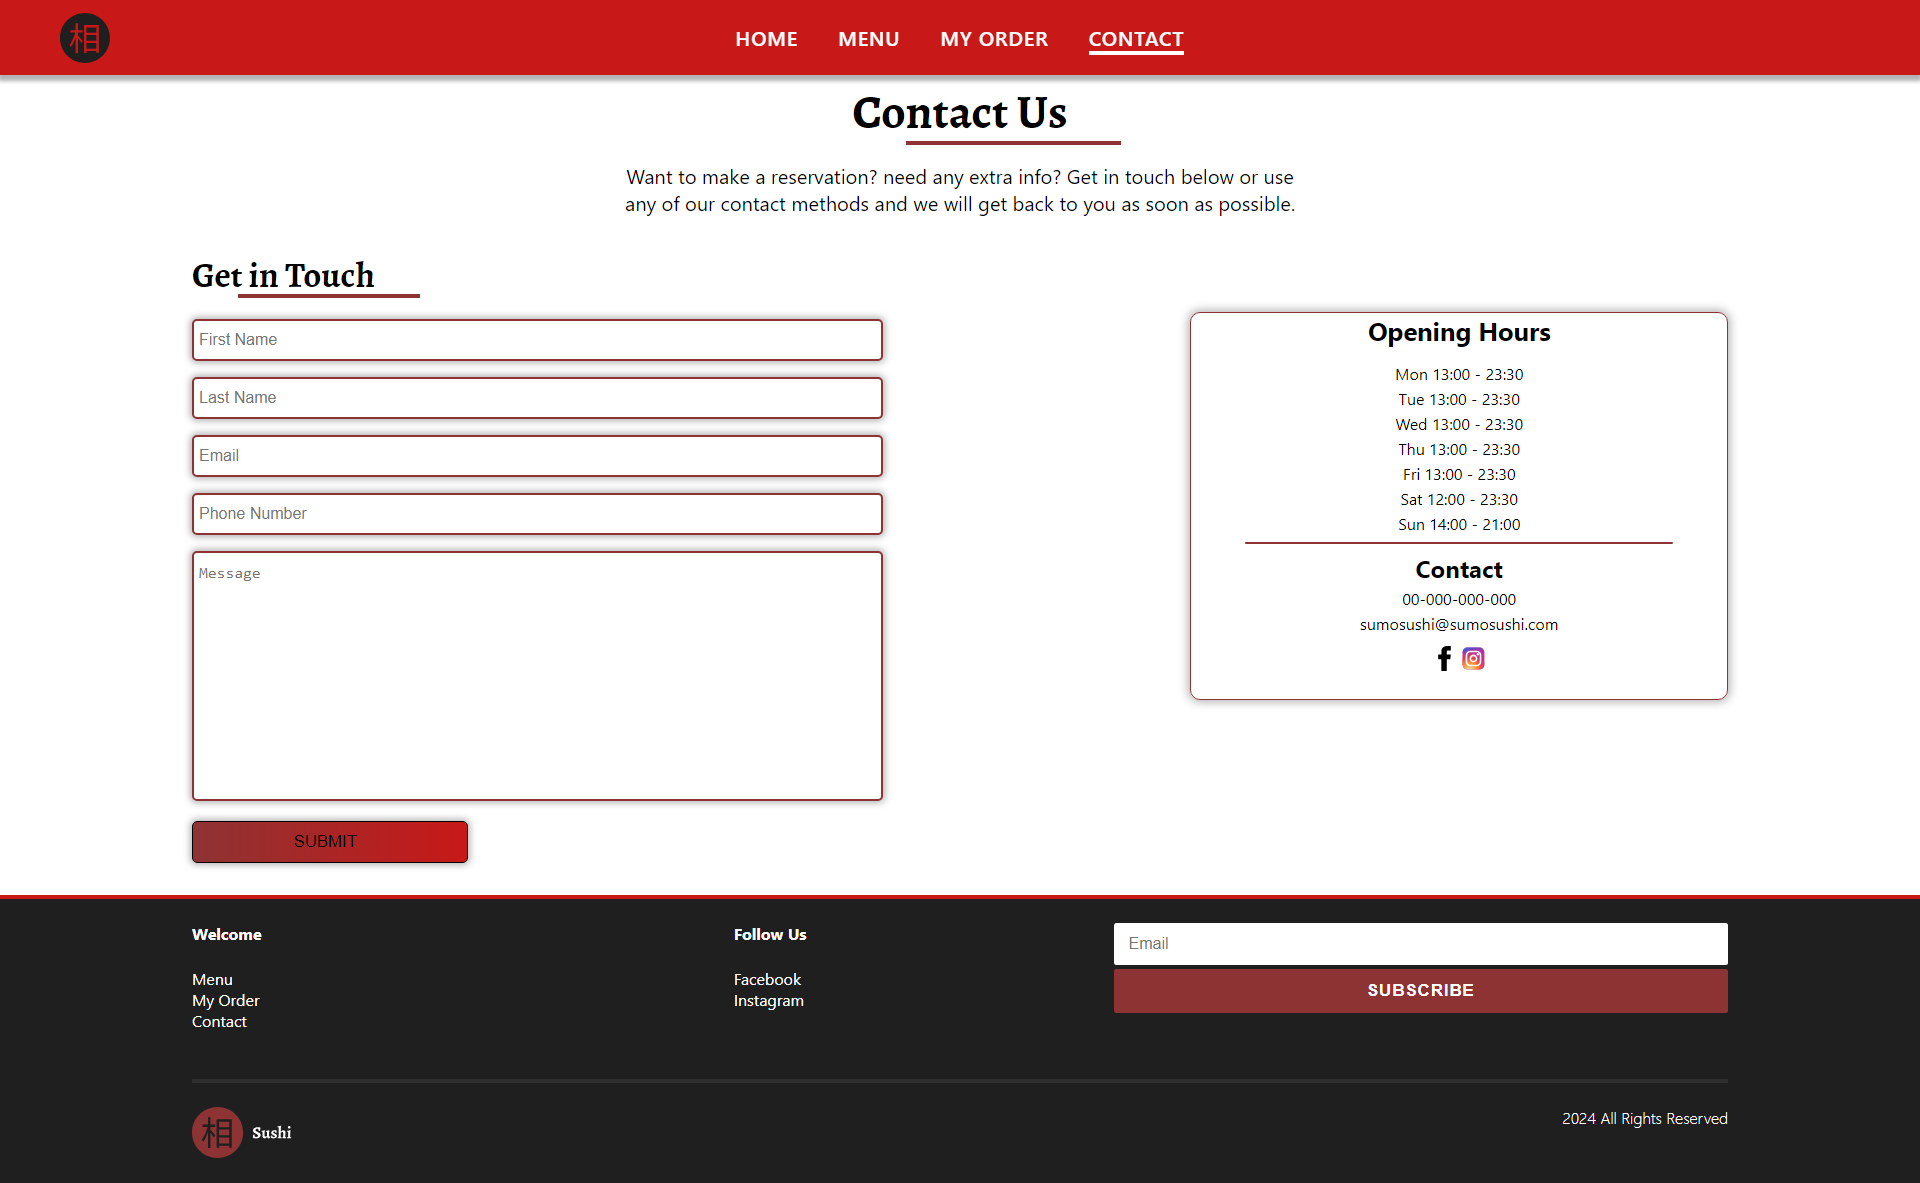 相
HOME
MENU
MY ORDER
CONTACT
Contact Us
Want to make a reservation? need any extra info? Get in touch below or use
any of our contact methods and we will get back to you as soon as possible.
Get in Touch
First Name
Last Name
Email
Phone Number
Message
SUBMIT
Opening Hours
Mon 13:00 - 23:30
Tue 13:00 - 23:30
Wed 13:00 - 23:30
Thu 13:00 - 23:30
Fri 13:00 - 23:30
Sat 12:00 - 23:30
Sun 14:00 - 21:00
Contact
00-000-000-000
sumosushi@sumosushi.com
Welcome
Menu
My Order
Contact
Follow Us
Facebook
Instagram
Email
SUBSCRIBE
相 Sushi
2024 All Rights Reserved